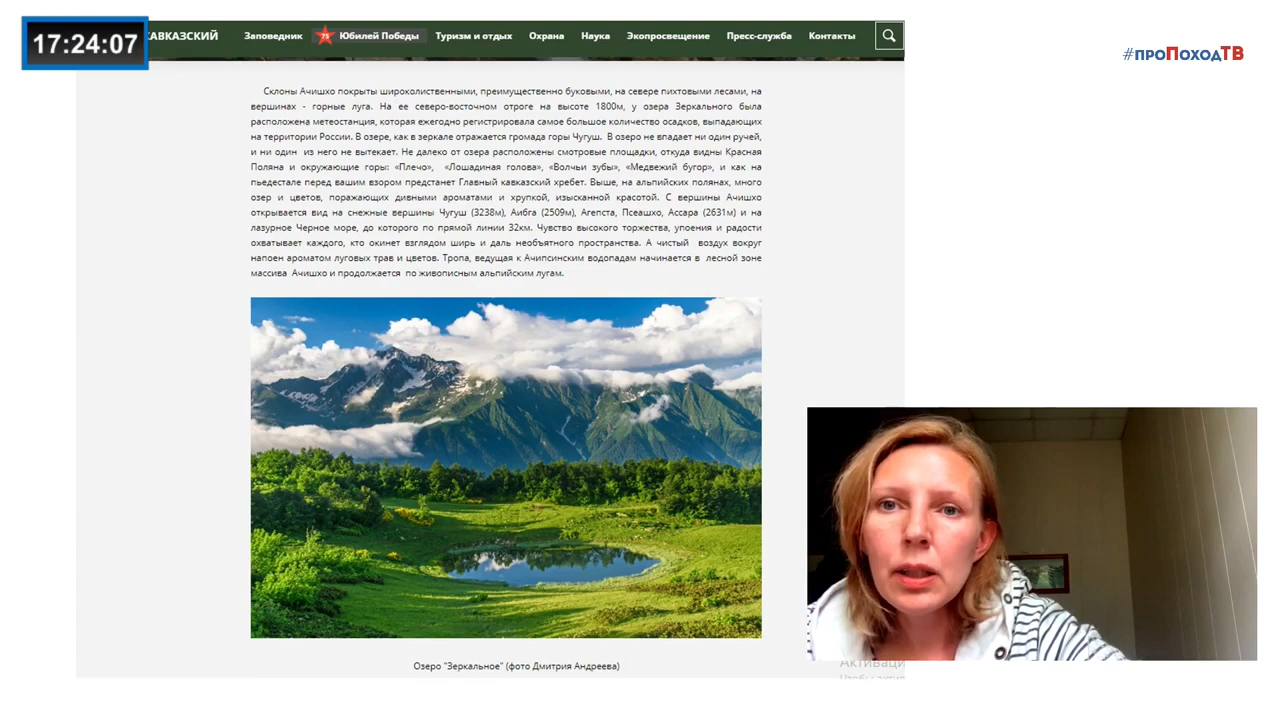 17:24:07
КАВКАЗСКИЙ
Заповедник
75
Юбилей Победы
Туризм и отдых
Охрана
Наука
Экопросвещение
Пресс-служба
Контакты
#проПоходТВ
Склоны Ачишхо покрыты широколиственными, преимущественно буковыми, на севере пихтовыми лесами, на
вершинах - горные луга. На ее северо-восточном отроге на высоте 1800м, у озера Зеркального была
расположена метеостанция, которая ежегодно регистрировала самое большое количество осадков, выпадающих
на территории России. В озере, как в зеркале отражается громада горы Чугуш. В озеро не впадает ни один ручей,
и ни один из него не вытекает. Не далеко от озера расположены смотровые площадки, откуда видны Красная
Поляна и окружающие горы: «Плечо», «Лошадиная голова», «Волчьи зубы», «Медвежий бугор», и как на
пьедестале перед вашим взором предстанет Главный кавказский хребет. Выше, на альпийских полянах, много
озер и цветов, поражающих дивными ароматами и хрупкой, изысканной красотой. С вершины Ачишхо
открывается вид на снежные вершины Чугуш (3238м), Аибга (2509м), Агепста, Псеашхо, Ассара (2631м) и на
лазурное Черное море, до которого по прямой линии 32км. Чувство высокого торжества, упоения и радости
охватывает каждого, кто окинет взглядом ширь и даль необъятного пространства. А чистый воздух вокруг
напоен ароматом луговых трав и цветов. Тропа, ведущая к Ачипсинским водопадам начинается в лесной зоне
массива Ачишхо и продолжается по живописным альпийским лугам.
Озеро "Зеркальное" (фото Дмитрия Андреева)
Активаци